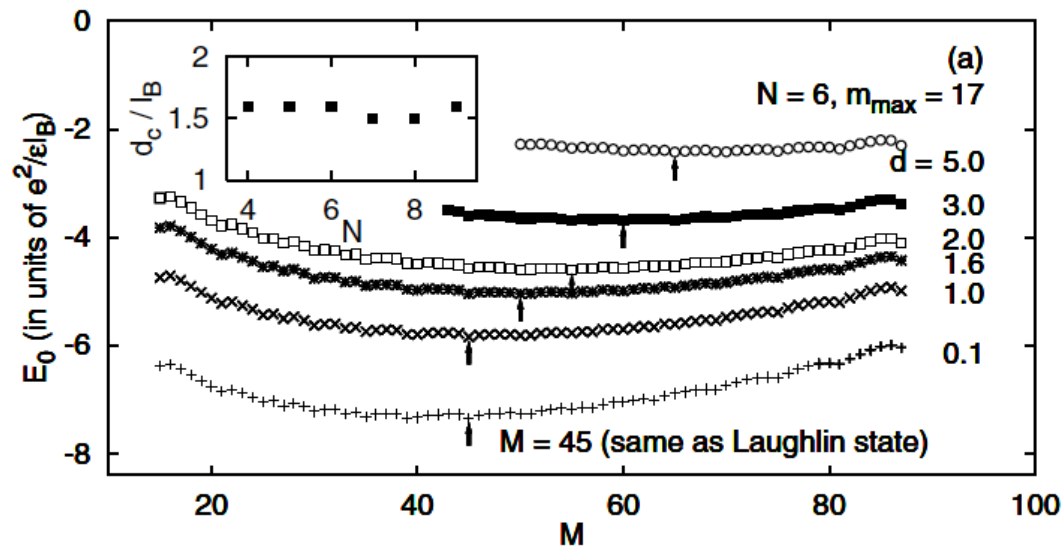 (a)
N = 6, m_max = 17
d = 5.0
3.0
2.0
1.6
1.0
0.1
M = 45 (same as Laughlin state)
E_0 (in units of e^2/εl_B)
0
-2
-4
-6
-8
20
40
60
80
100
M
d_c / l_B
2
1.5
1
4
6
8
N